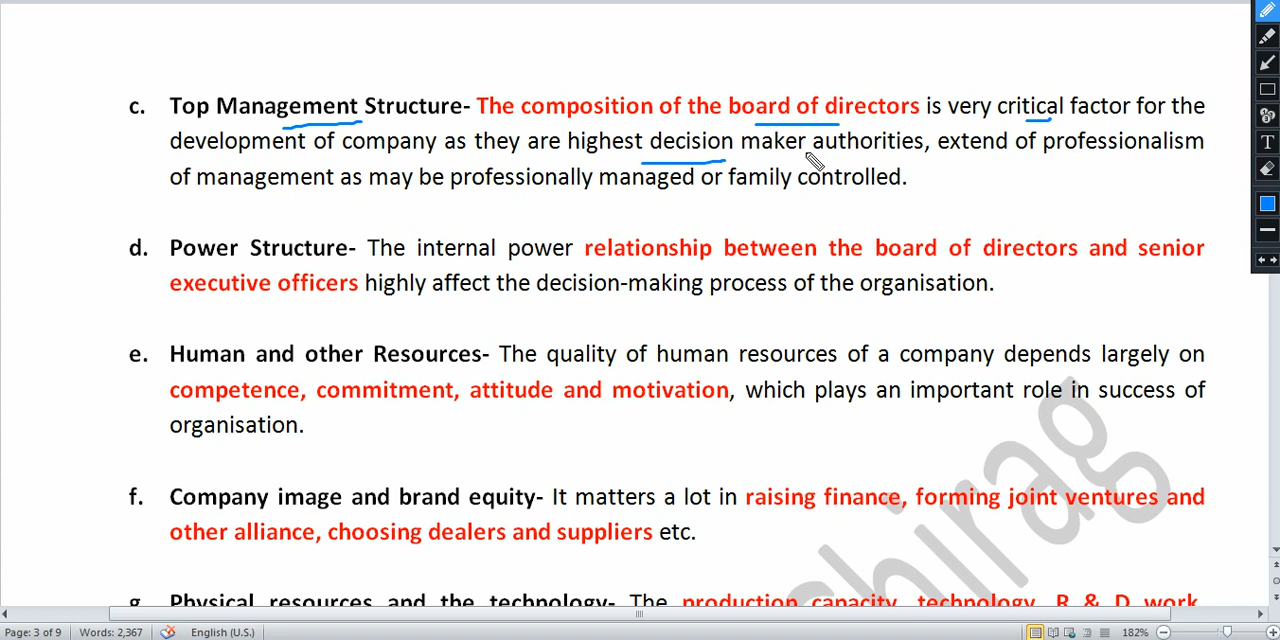 c. Top Management Structure- The composition of the board of directors is very critical factor for the
development of company as they are highest decision maker authorities, extend of professionalism
of management as may be professionally managed or family controlled.
d. Power Structure- The internal power relationship between the board of directors and senior
executive officers highly affect the decision-making process of the organisation.
e. Human and other Resources- The quality of human resources of a company depends largely on
competence, commitment, attitude and motivation, which plays an important role in success of
organisation.
f. Company image and brand equity- It matters a lot in raising finance, forming joint ventures and
other alliance, choosing dealers and suppliers etc.
g. Physical resources and the technology- The production capacity, technology, R & D work,
hirag
T
Page: 3 of 9 Words: 2,367 English (U.S.) 182%